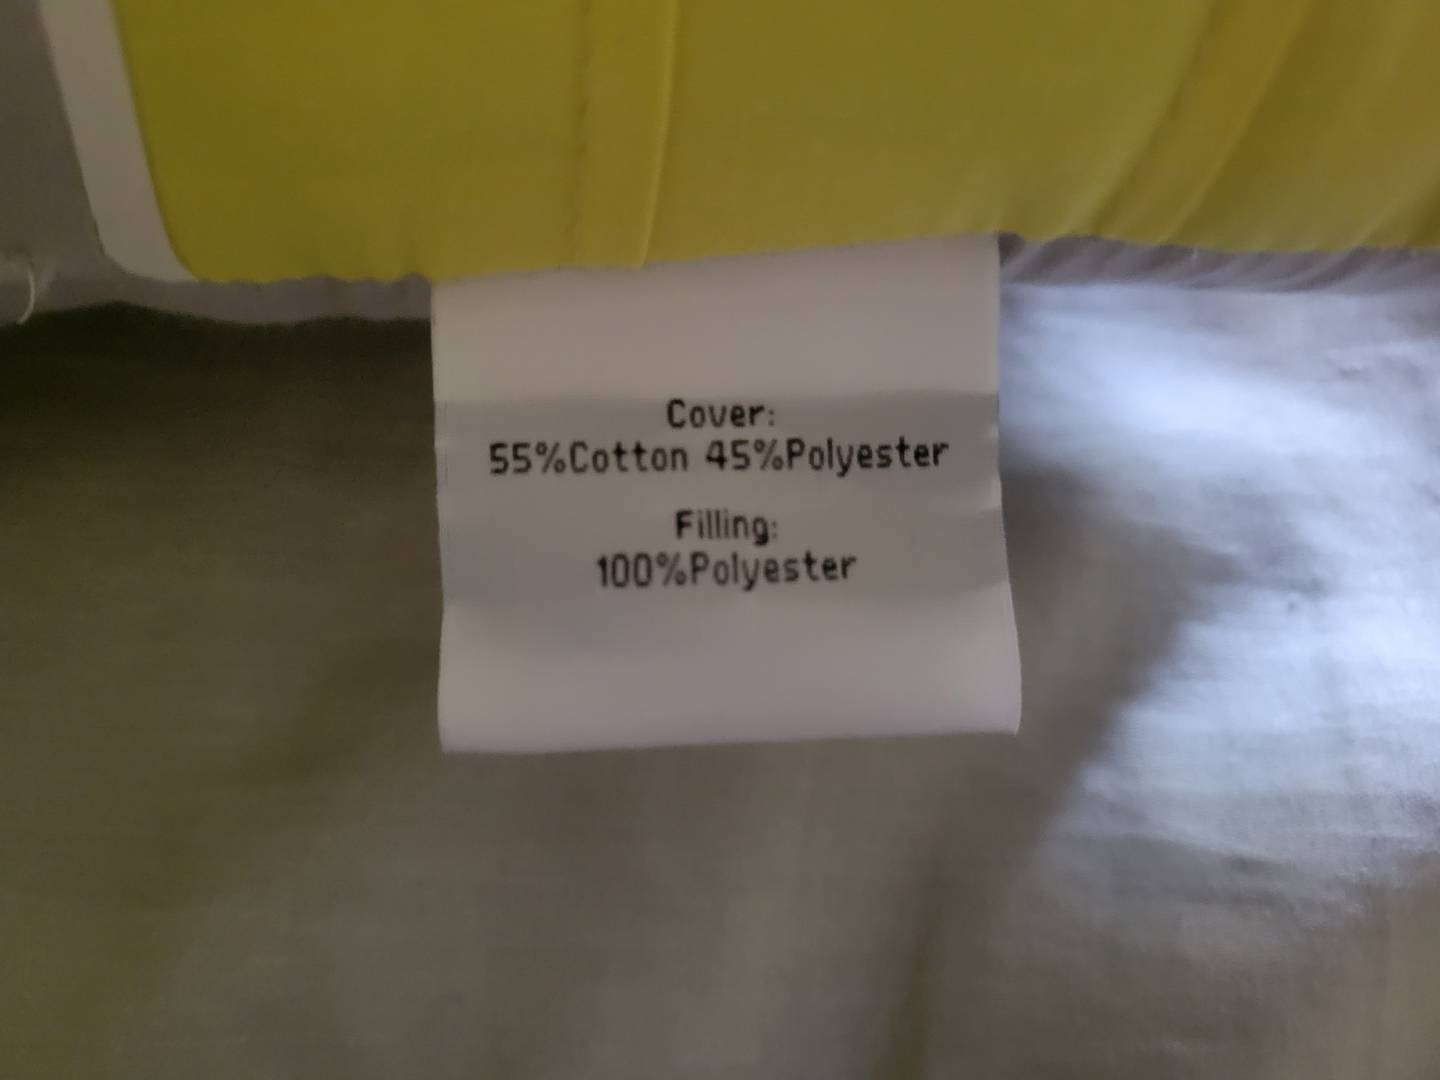 Cover:
55%Cotton 45%Polyester
Filling:
100%Polyester